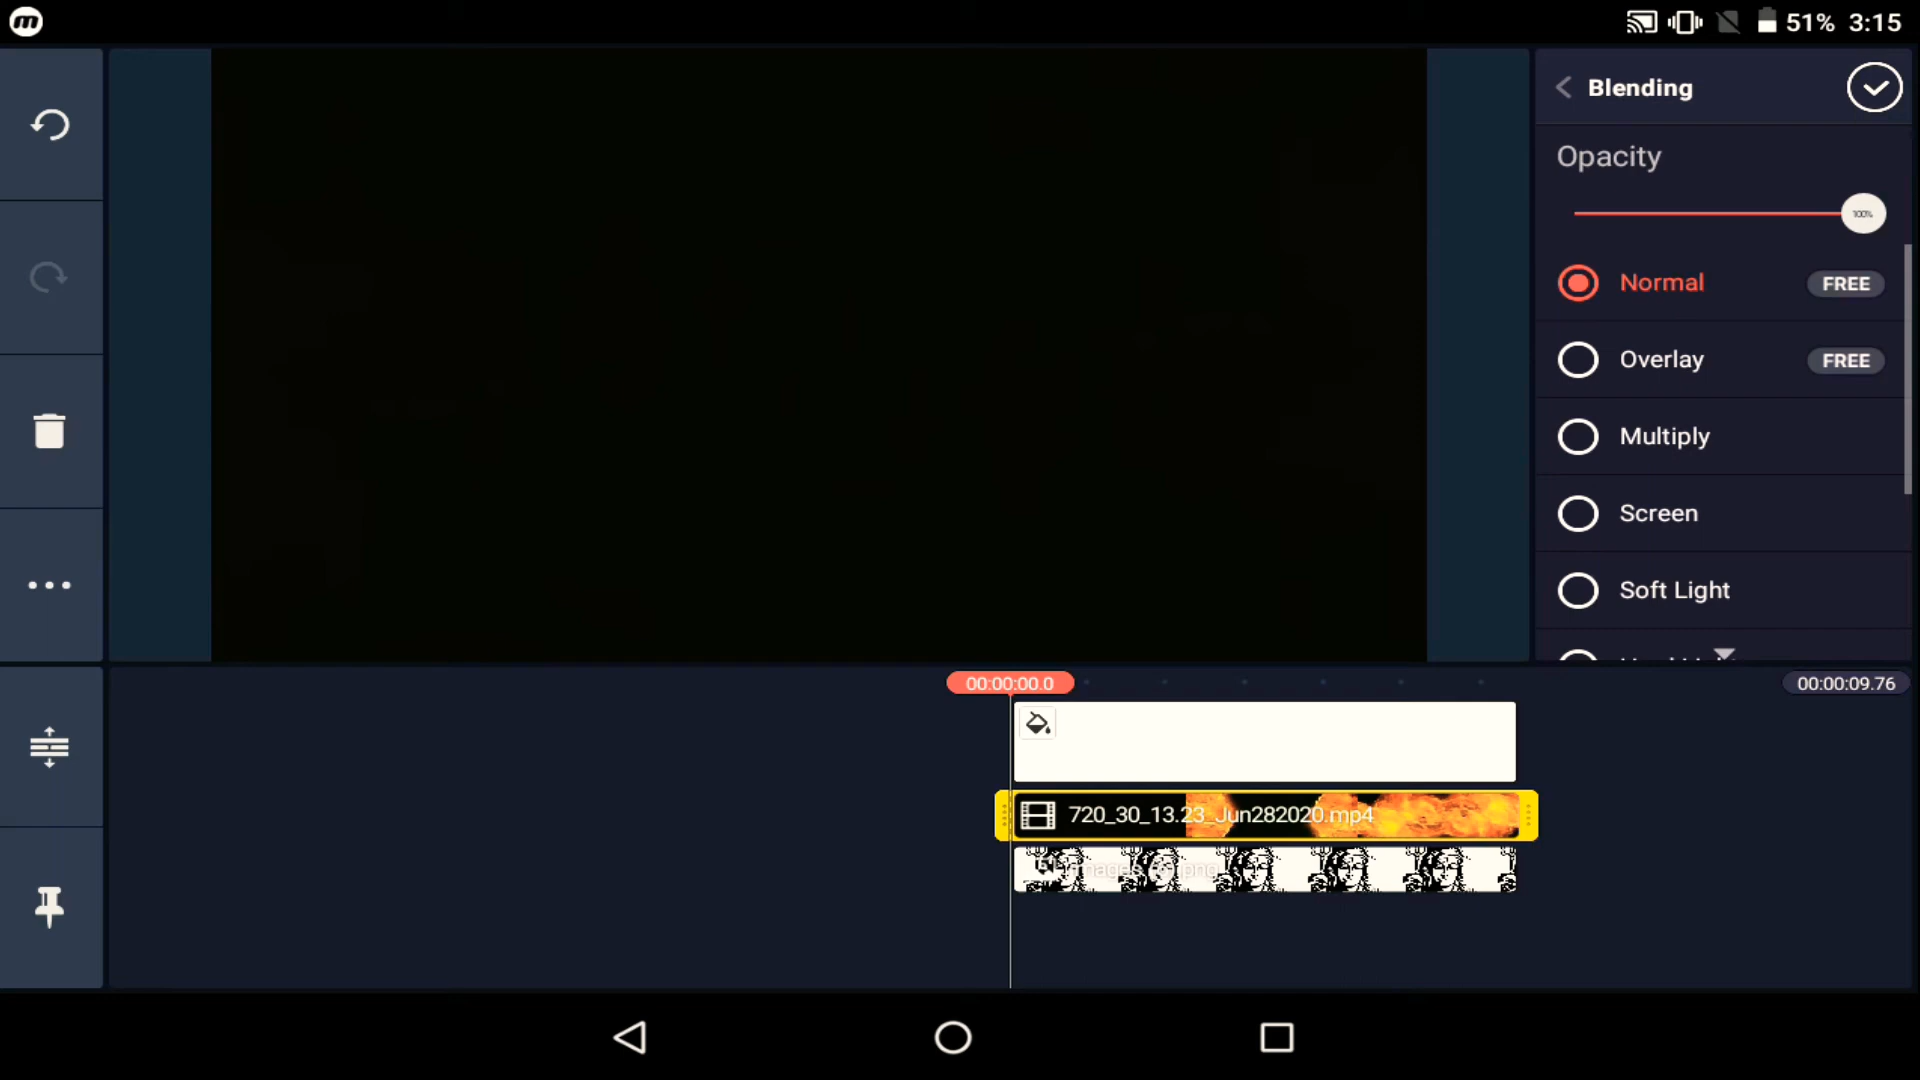 m
51% 3:15
Blending
Opacity
100%
Normal FREE
Overlay FREE
Multiply
Screen
Soft Light
00:00:00.0
00:00:09.76
720_30_13.23_Jun282020.mp4